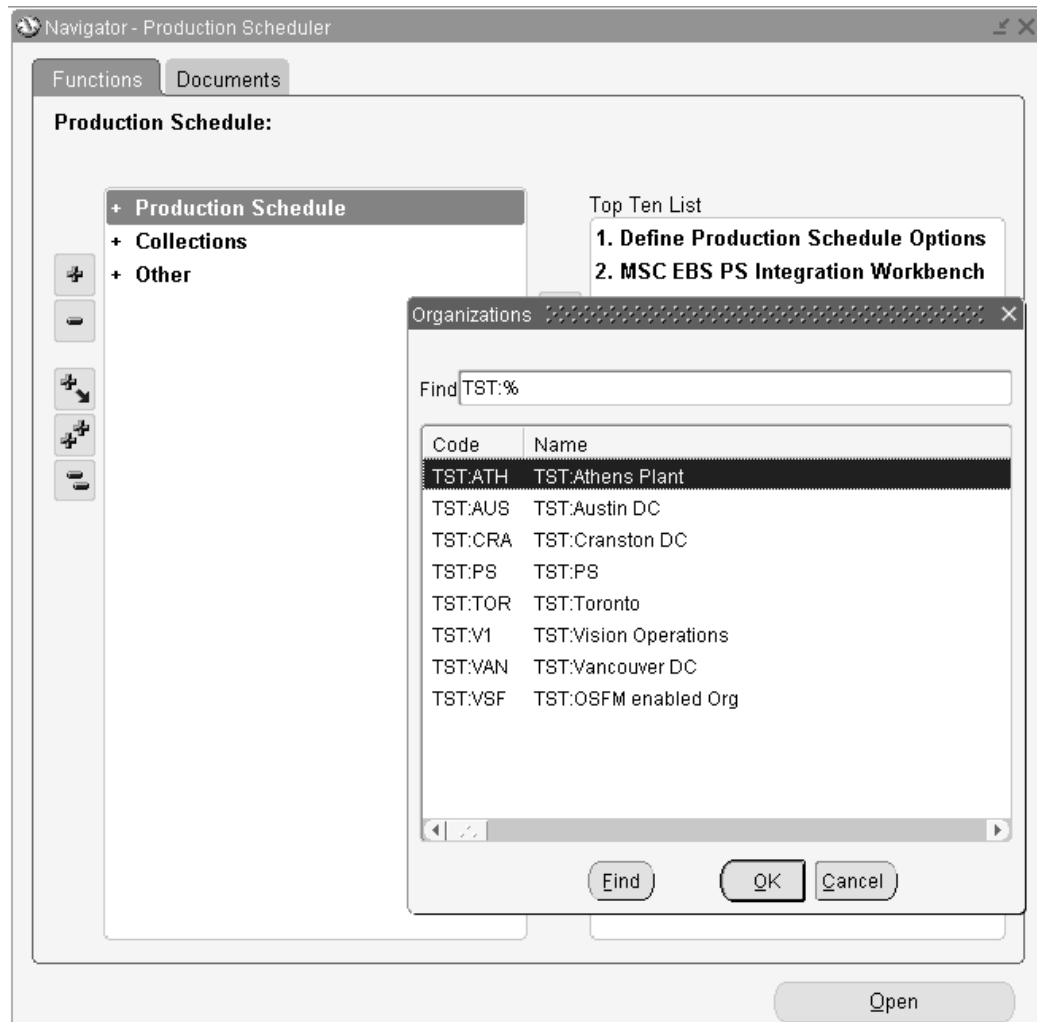 Navigator - Production Scheduler
Functions Documents
Production Schedule:
+ Production Schedule
+ Collections
+ Other
Top Ten List
1. Define Production Schedule Options
2. MSC EBS PS Integration Workbench
Organizations
Find TST:%
Code Name
TST:ATH TST:Athens Plant
TST:AUS TST:Austin DC
TST:CRA TST:Cranston DC
TST:PS TST:PS
TST:TOR TST:Toronto
TST:V1 TST:Vision Operations
TST:VAN TST:Vancouver DC
TST:VSF TST:OSFM enabled Org
Find OK Cancel
Open